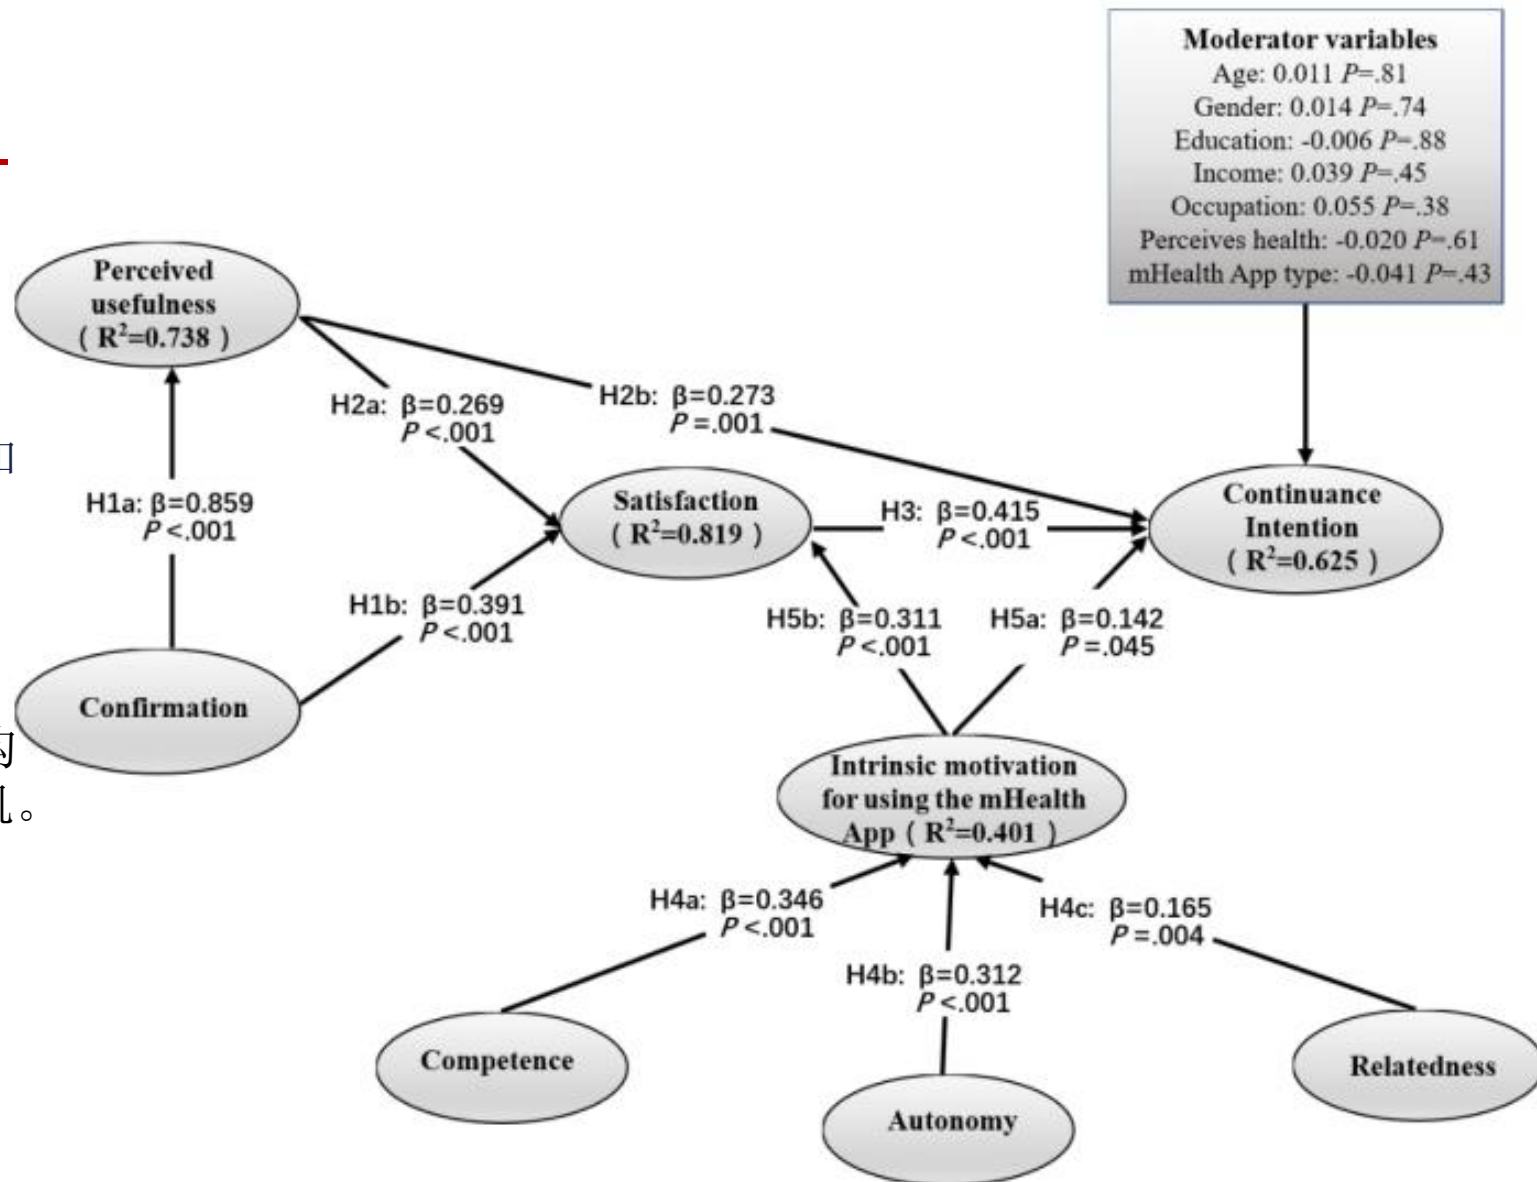 Moderator variables
Age: 0.011 P=.81
Gender: 0.014 P=.74
Education: -0.006 P=.88
Income: 0.039 P=.45
Occupation: 0.055 P=.38
Perceives health: -0.020 P=.61
mHealth App type: -0.041 P=.43
Perceived
usefulness
( R²=0.738 )
H2a: β=0.269
P<.001
H2b: β=0.273
P=.001
H1a: β=0.859
P<.001
Satisfaction
( R²=0.819 )
H3: β=0.415
P<.001
Continuance
Intention
( R²=0.625 )
H1b: β=0.391
P<.001
H5b: β=0.311
P<.001
H5a: β=0.142
P=.045
Confirmation
Intrinsic motivation
for using the mHealth
App ( R²=0.401 )
H4a: β=0.346
P<.001
H4b: β=0.312
P<.001
H4c: β=0.165
P=.004
Competence
Autonomy
Relatedness